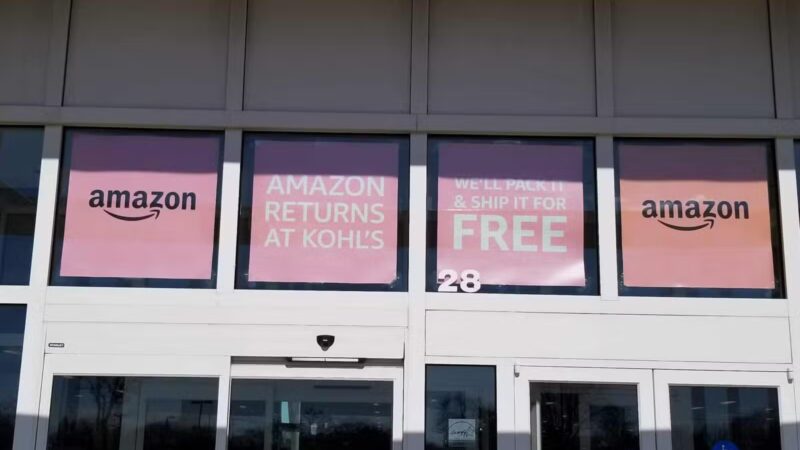 amazon
AMAZON
RETURNS
AT KOHL'S
WE'LL PACK IT
& SHIP IT FOR
FREE
28
amazon